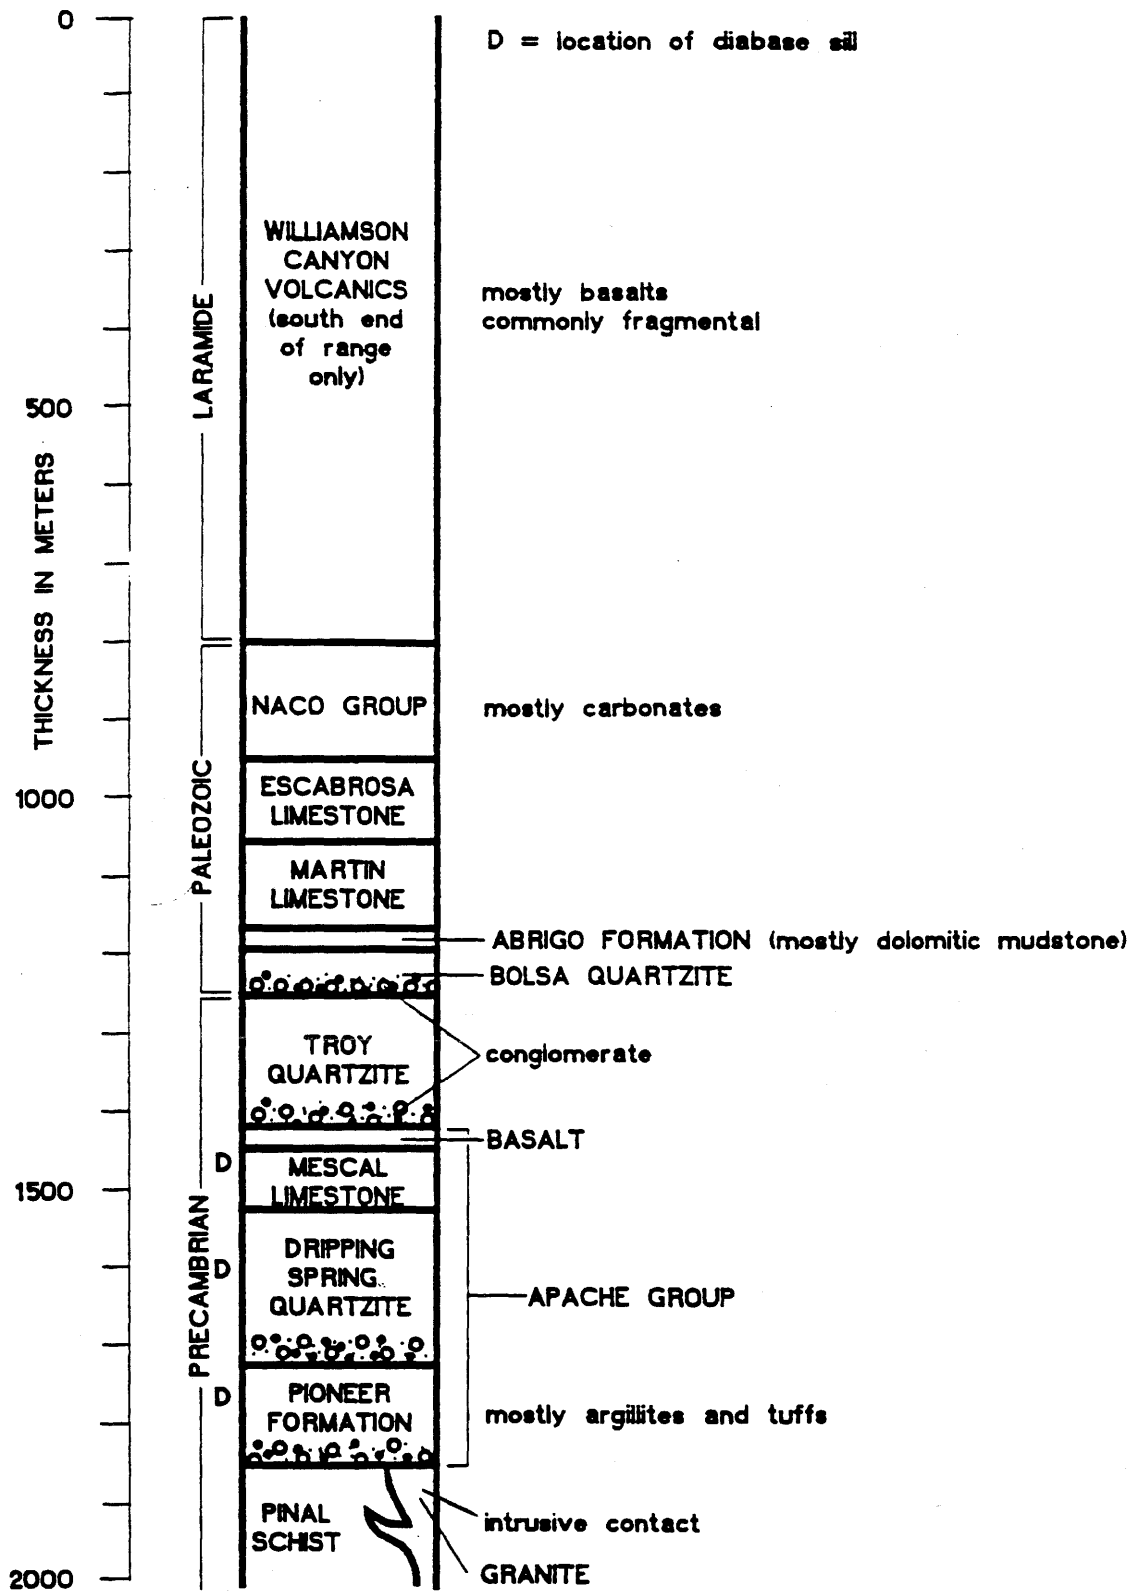 0
D = location of diabase sill
WILLIAMSON
CANYON
VOLCANICS
(south end
of range
only)
mostly basalts
commonly fragmental
LARAMIDE
500
THICKNESS IN METERS
NACO GROUP
mostly carbonates
PALEOZOIC
ESCABROSA
LIMESTONE
1000
MARTIN
LIMESTONE
ABRIGO FORMATION (mostly dolomitic mudstone)
BOLSA QUARTZITE
TROY
QUARTZITE
conglomerate
BASALT
D
MESCAL
LIMESTONE
1500
PRECAMBRIAN
D
DRIPPING
SPRING
QUARTZITE
APACHE GROUP
D
PIONEER
FORMATION
mostly argillites and tuffs
PINAL
SCHIST
intrusive contact
GRANITE
2000